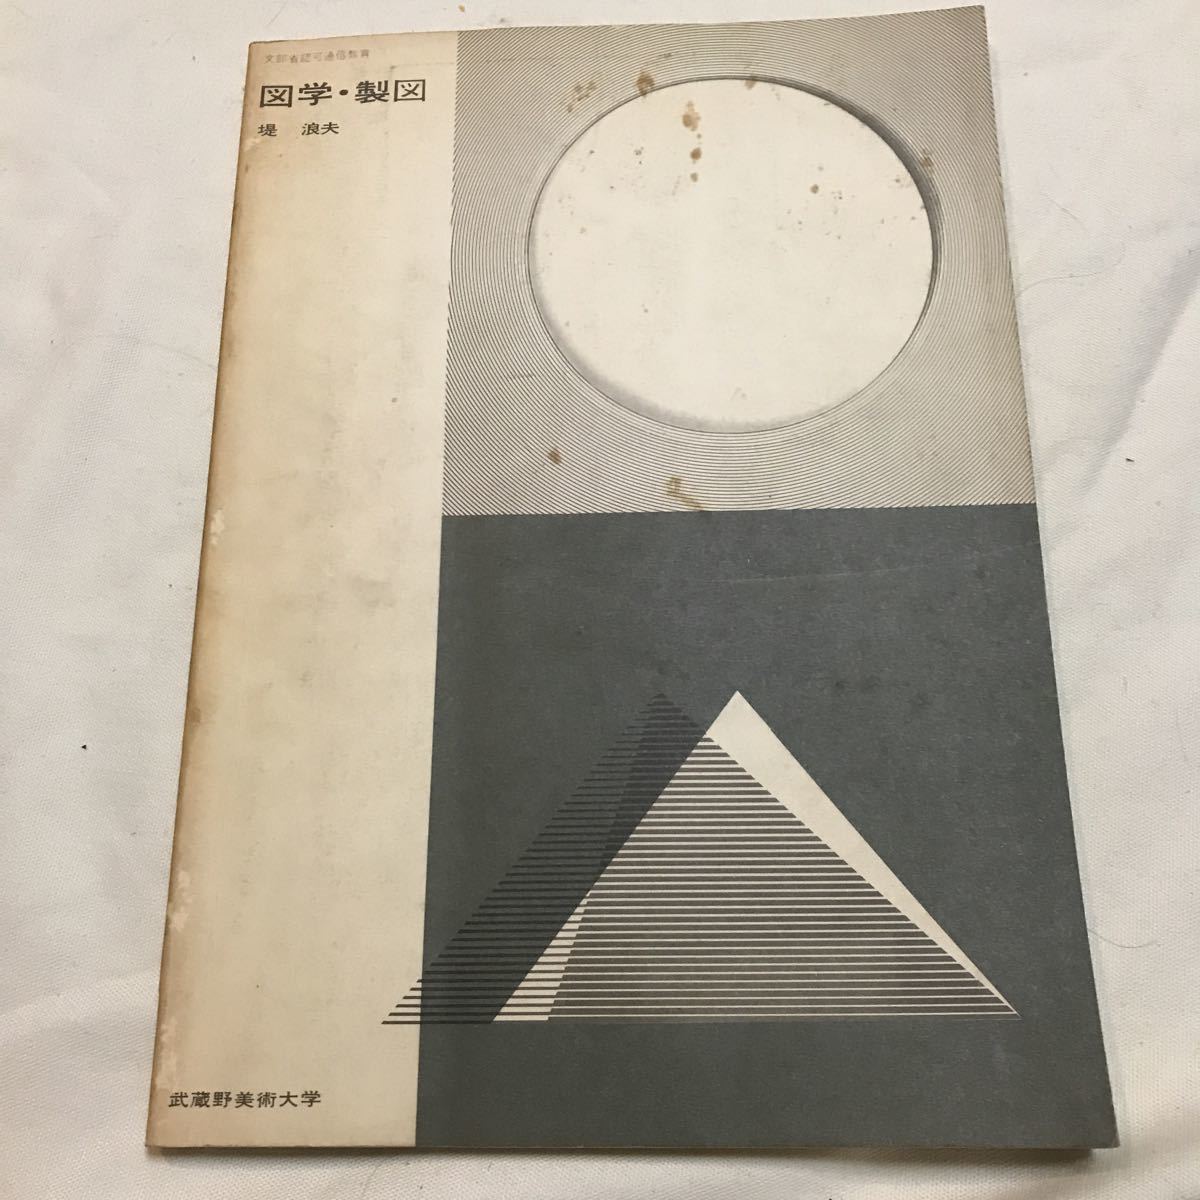 文部省認可通信教育
図学・製図
堤 浪夫
武蔵野美術大学